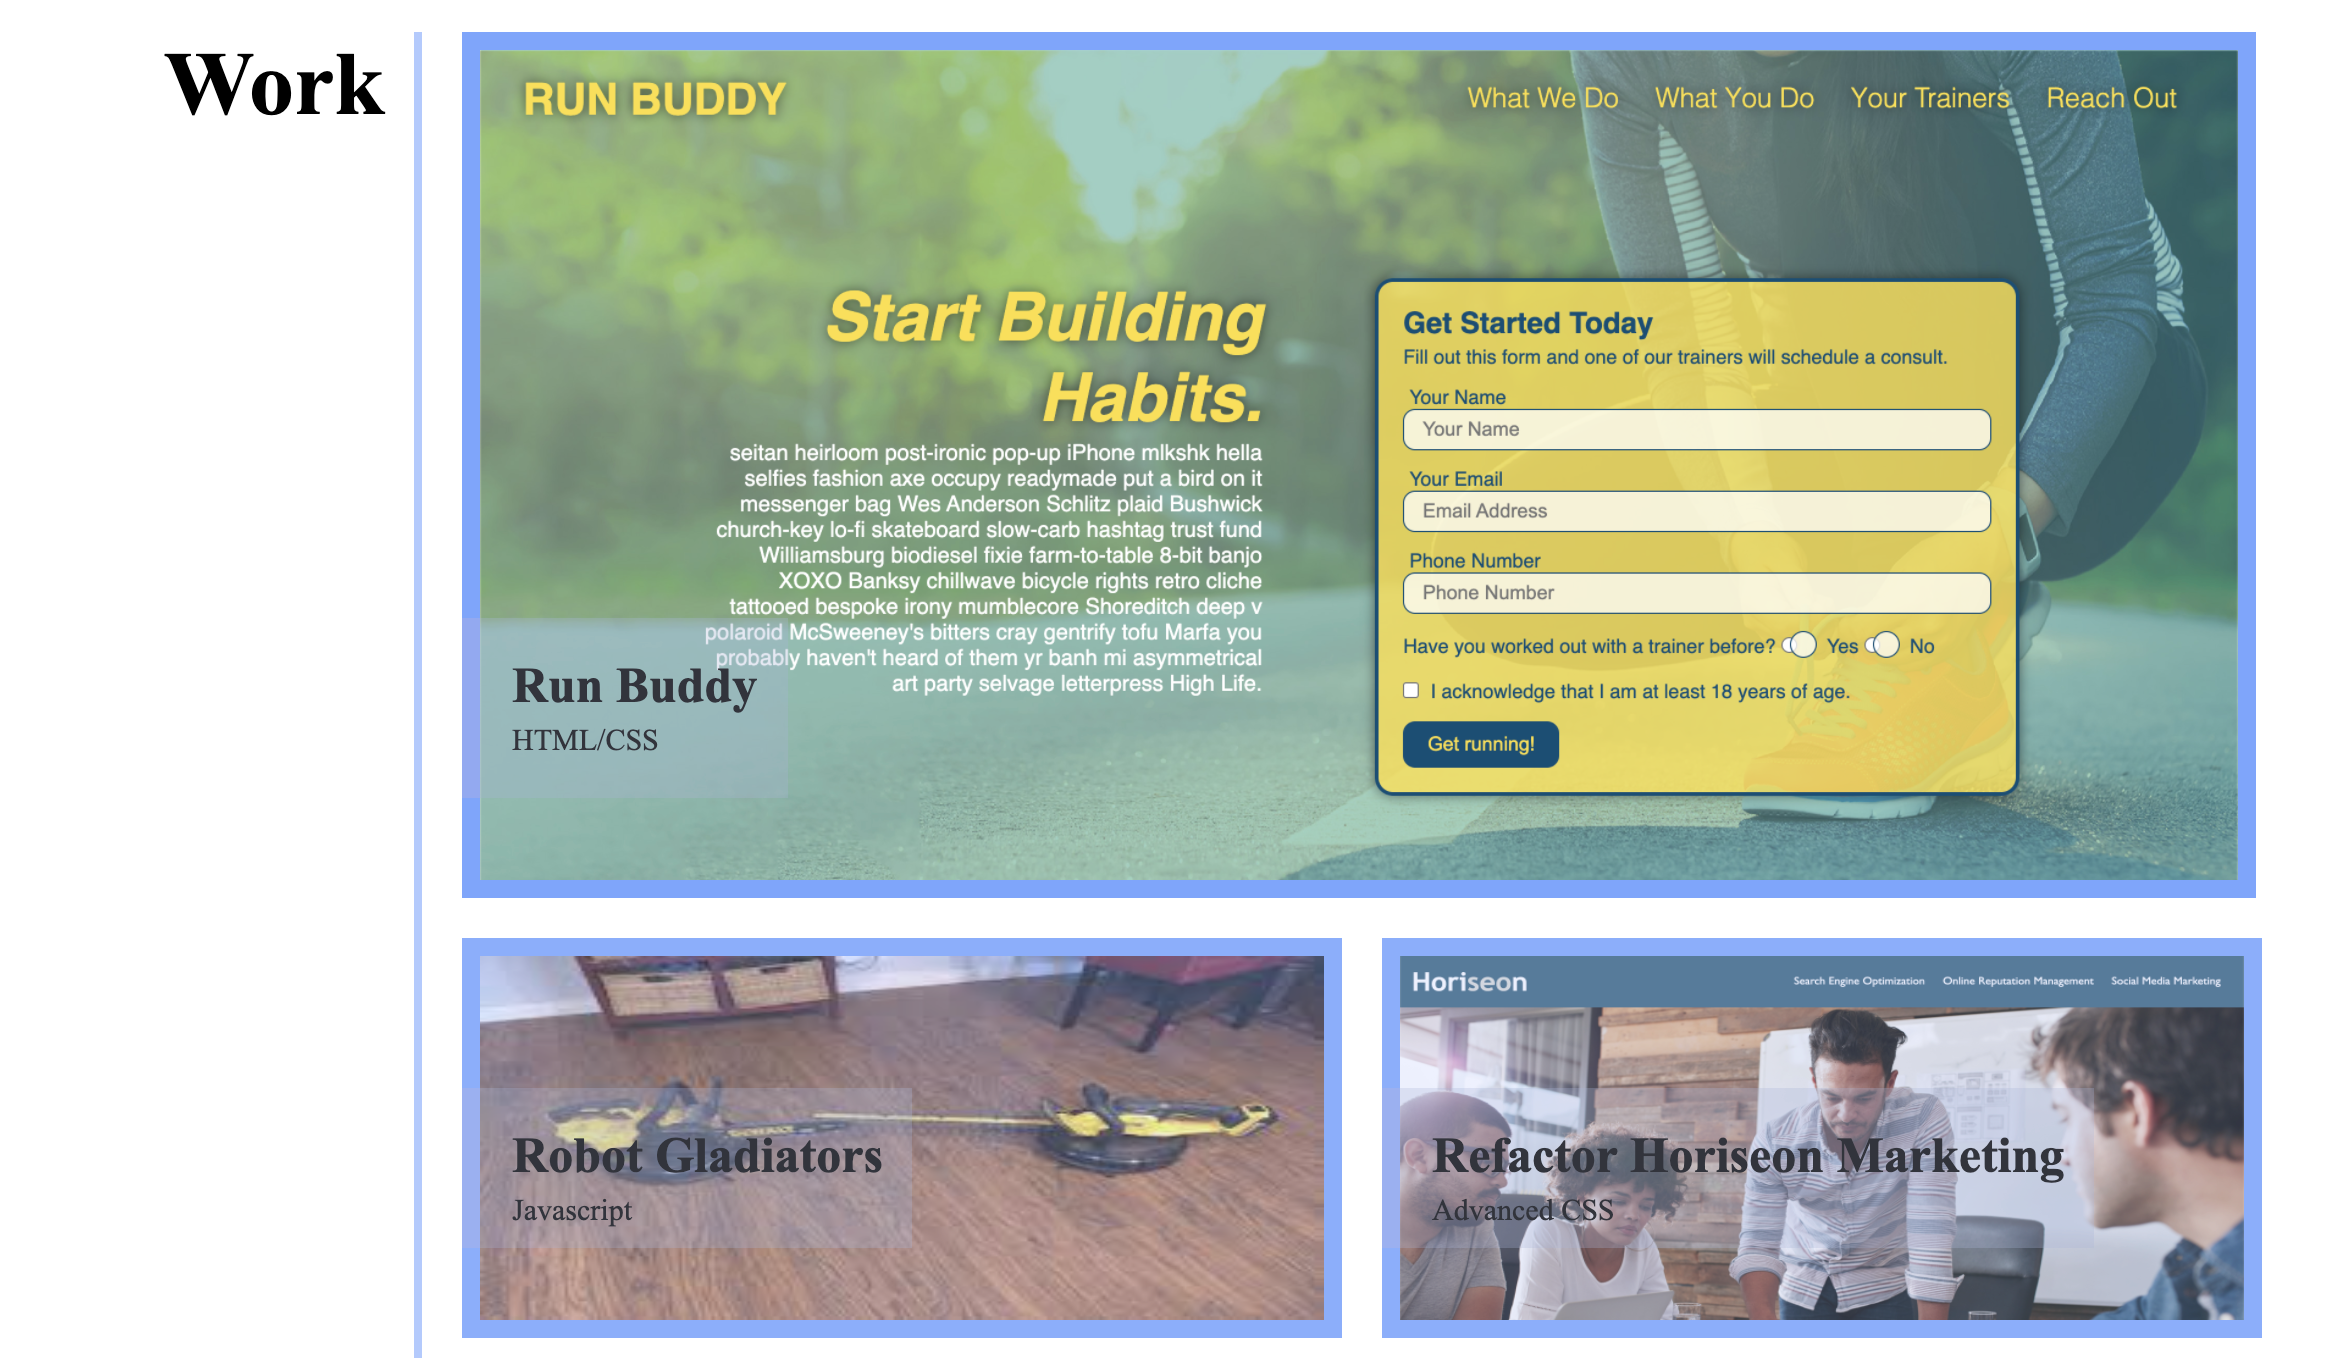 Work
RUN BUDDY
What We Do What You Do Your Trainers Reach Out
Start Building
Habits.
seitan heirloom post-ironic pop-up iPhone mlkshk hella
selfies fashion axe occupy readymade put a bird on it
messenger bag Wes Anderson Schlitz plaid Bushwick
church-key lo-fi skateboard slow-carb hashtag trust fund
Williamsburg biodiesel fixie farm-to-table 8-bit banjo
XOXO Banksy chillwave bicycle rights retro cliche
tattooed bespoke irony mumblecore Shoreditch deep v
polaroid McSweeney's bitters cray gentrify tofu Marfa you
probably haven't heard of them yr banh mi asymmetrical
art party selvage letterpress High Life.
Get Started Today
Fill out this form and one of our trainers will schedule a consult.
Your Name
Your Name
Your Email
Email Address
Phone Number
Phone Number
Have you worked out with a trainer before? Yes No
I acknowledge that I am at least 18 years of age.
Get running!
Run Buddy
HTML/CSS
DEWALT
Robot Gladiators
Javascript
Horiseon
Search Engine Optimization Online Reputation Management Social Media Marketing
Refactor Horiseon Marketing
Advanced CSS